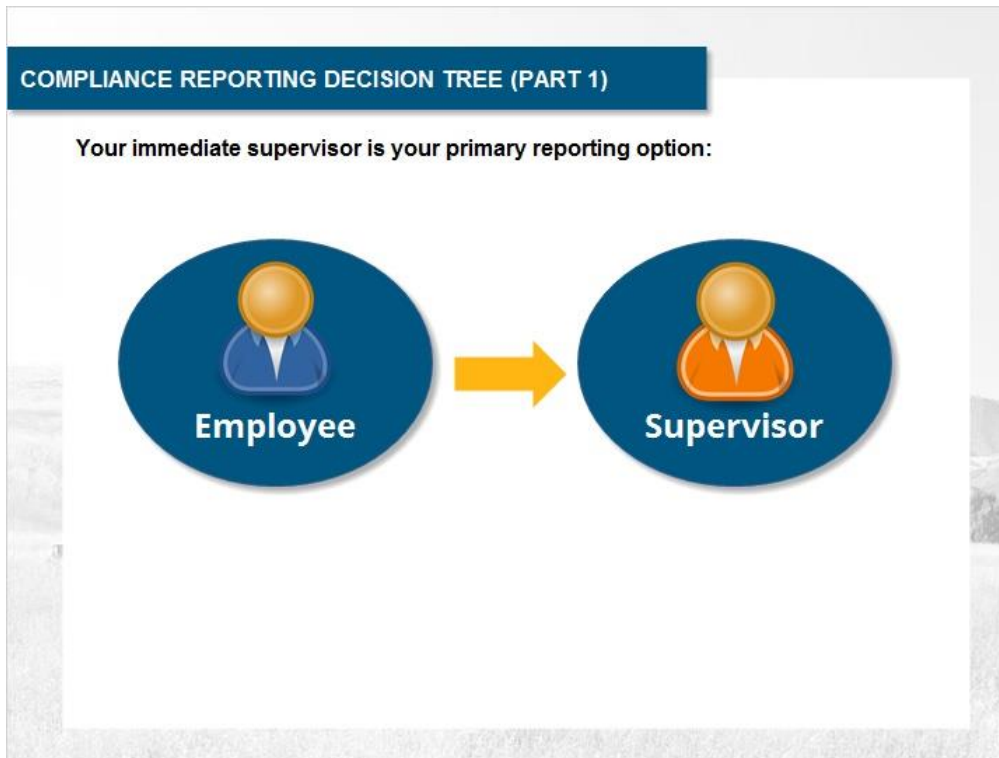 COMPLIANCE REPORTING DECISION TREE (PART 1)
Your immediate supervisor is your primary reporting option:
Employee
Supervisor